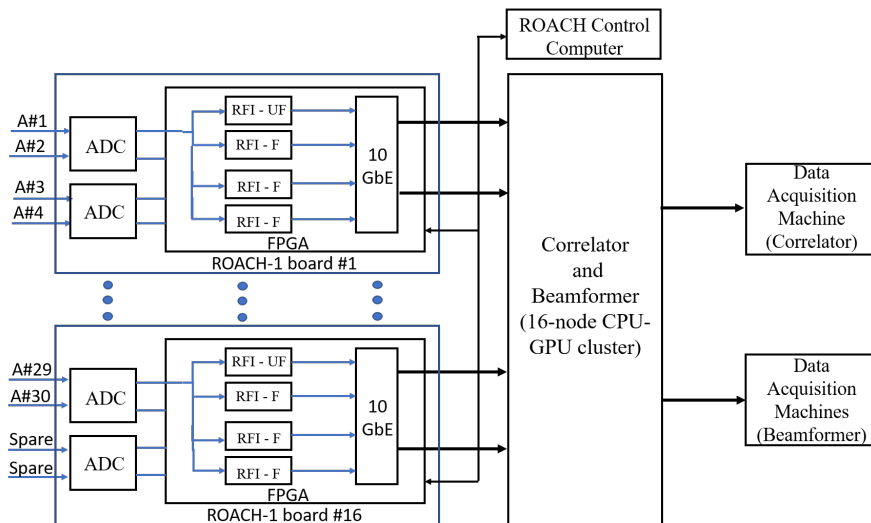 ROACH Control
Computer
A#1
A#2
A#3
A#4
ADC
ADC
RFI - UF
RFI - F
RFI - F
RFI - F
10
GbE
FPGA
ROACH-1 board #1
A#29
A#30
Spare
Spare
ADC
ADC
RFI - UF
RFI - F
RFI - F
RFI - F
10
GbE
FPGA
ROACH-1 board #16
Correlator
and
Beamformer
(16-node CPU-
GPU cluster)
Data
Acquisition
Machine
(Correlator)
Data
Acquisition
Machines
(Beamformer)